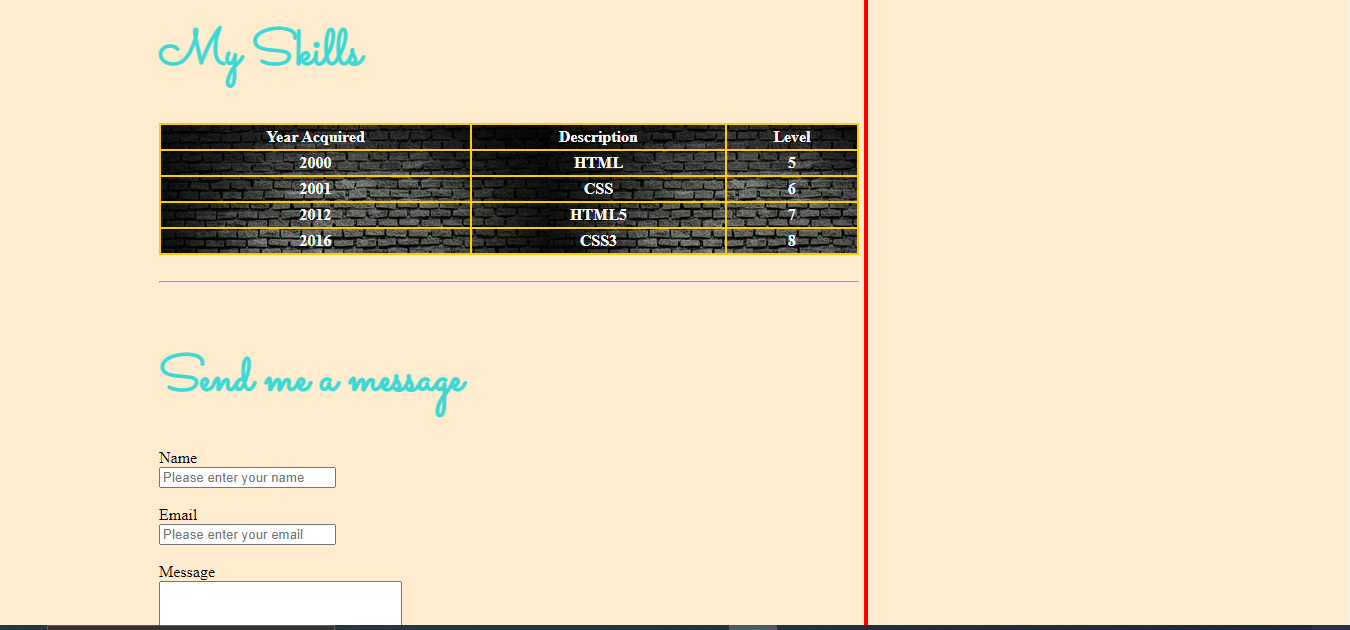 My Skills
Year Acquired Description Level
2000 HTML 5
2001 CSS 6
2012 HTML5 7
2016 CSS3 8
Send me a message
Name
Please enter your name
Email
Please enter your email
Message